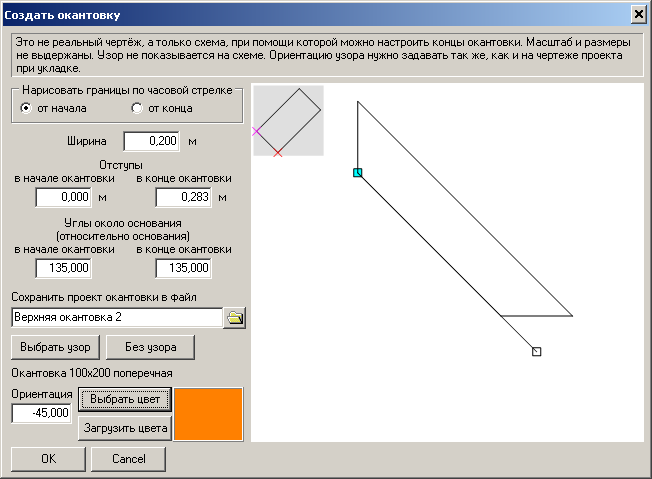 Создать окантовку
Это не реальный чертёж, а только схема, при помощи которой можно настроить концы окантовки. Масштаб и размеры
не выдержаны. Узор не показывается на схеме. Ориентацию узора нужно задавать так же, как и на чертеже проекта
при укладке.
Нарисовать границы по часовой стрелке
от начала от конца
Ширина 0,200 м
Отступы
в начале окантовки в конце окантовки
0,000 м 0,283 м
Углы около основания
(относительно основания)
в начале окантовки в конце окантовки
135,000 135,000
Сохранить проект окантовки в файл
Верхняя окантовка 2
Выбрать узор Без узора
Окантовка 100x200 поперечная
Ориентация Выбрать цвет
-45,000
Загрузить цвета
OK Cancel